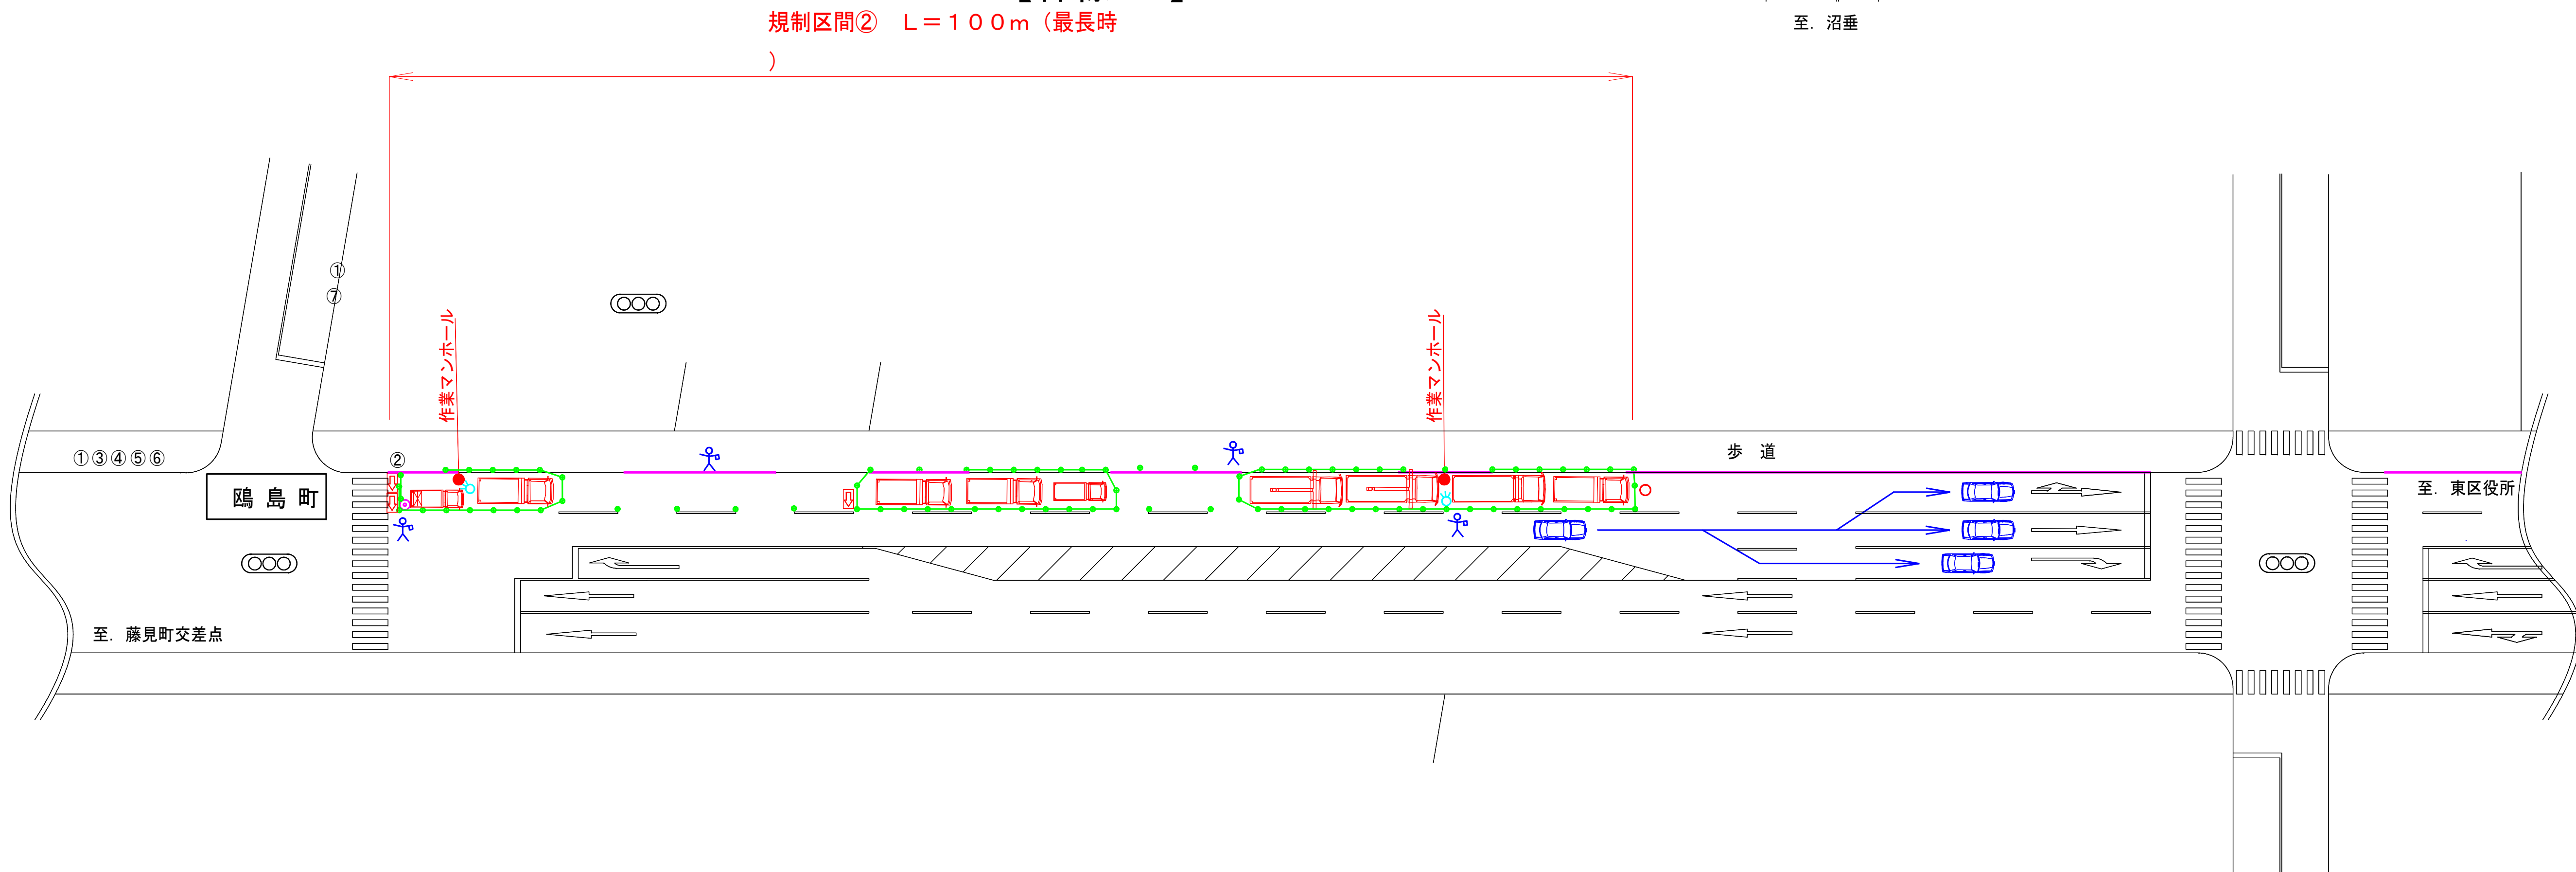 規制区間② L=100m(最長時
)
至．沼垂
①
⑦
作業マンホール
作業マンホール
歩 道
①③④⑤⑥
②
鴎 島 町
至．東区役所
至．藤見町交差点